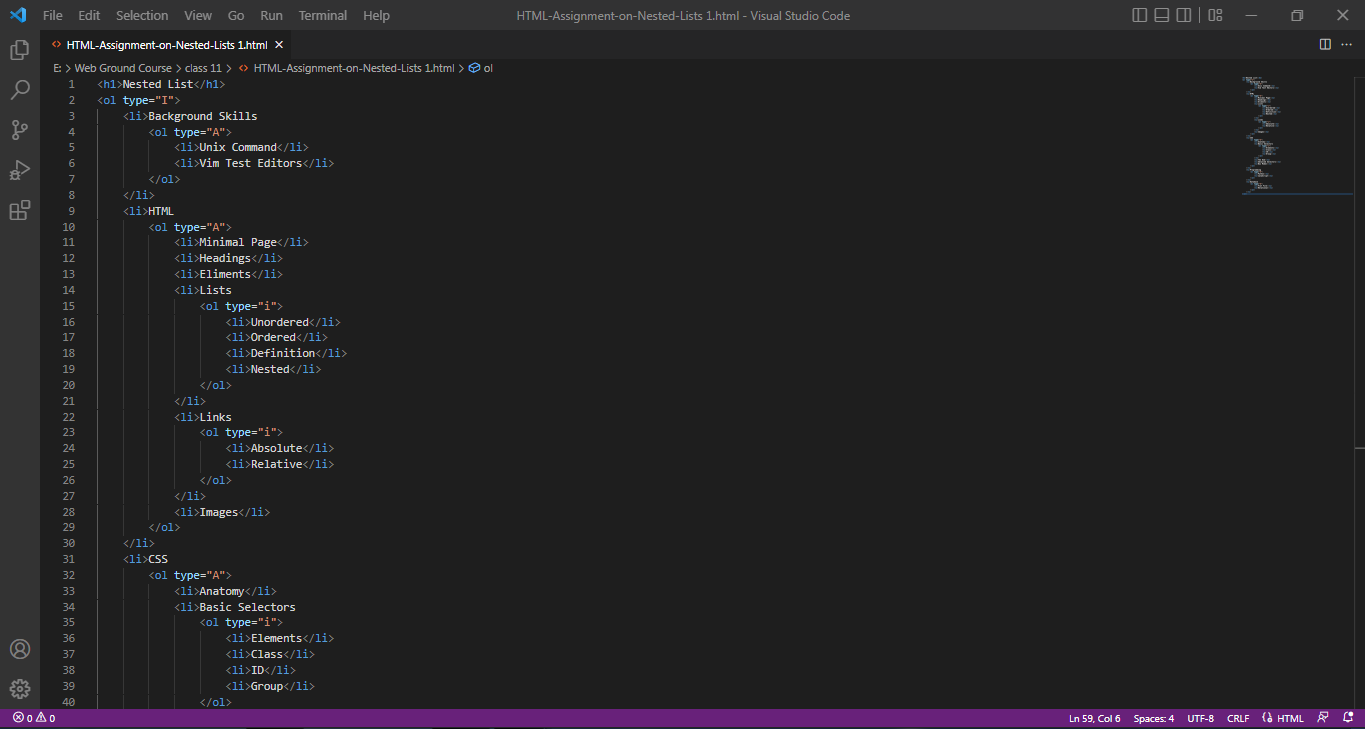 File Edit Selection View Go Run Terminal Help HTML-Assignment-on-Nested-Lists 1.html - Visual Studio Code
HTML-Assignment-on-Nested-Lists 1.html
E: > Web Ground Course > class 11 > HTML-Assignment-on-Nested-Lists 1.html > ol
1 <h1>Nested List</h1>
2 <ol type="I">
3 <li>Background Skills
4 <ol type="A">
5 <li>Unix Command</li>
6 <li>Vim Test Editors</li>
7 </ol>
8 </li>
9 <li>HTML
10 <ol type="A">
11 <li>Minimal Page</li>
12 <li>Headings</li>
13 <li>Eliments</li>
14 <li>Lists
15 <ol type="i">
16 <li>Unordered</li>
17 <li>Ordered</li>
18 <li>Definition</li>
19 <li>Nested</li>
20 </ol>
21 </li>
22 <li>Links
23 <ol type="i">
24 <li>Absolute</li>
25 <li>Relative</li>
26 </ol>
27 </li>
28 <li>Images</li>
29 </ol>
30 </li>
31 <li>CSS
32 <ol type="A">
33 <li>Anatomy</li>
34 <li>Basic Selectors
35 <ol type="i">
36 <li>Elements</li>
37 <li>Class</li>
38 <li>ID</li>
39 <li>Group</li>
40 </ol>
0 0 Ln 59, Col 6 Spaces: 4 UTF-8 CRLF HTML